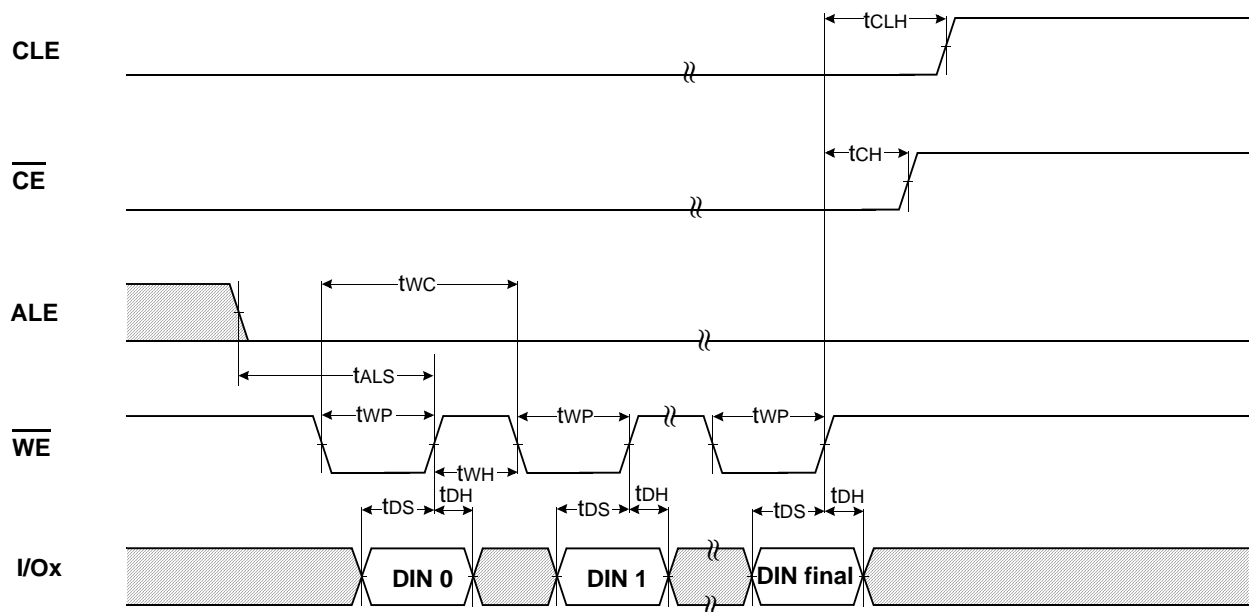 tCLH
CLE
tCH
CE
tWC
ALE
tALS
tWP tWP tWP
WE
tWH
tDS tDH tDS tDH tDS tDH
I/Ox DIN 0 DIN 1 DIN final